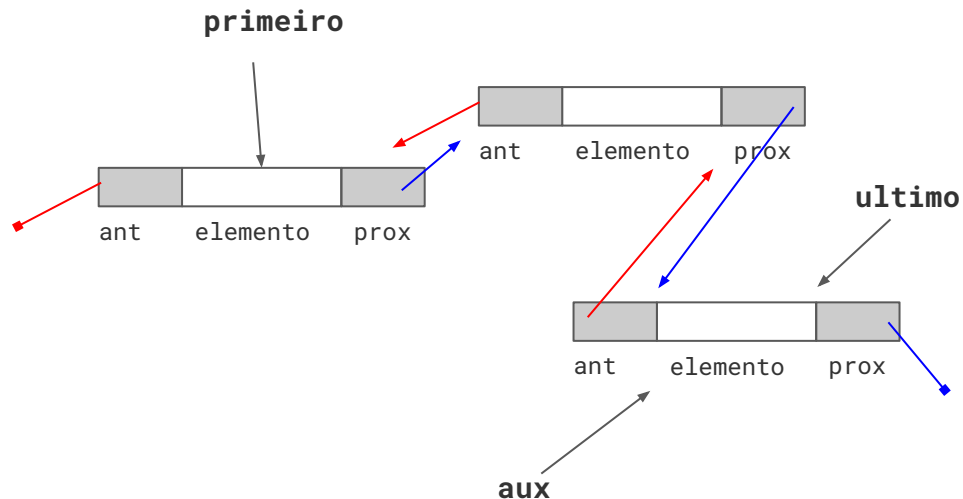 primeiro
ant elemento prox
ant elemento prox
ultimo
ant elemento prox
aux